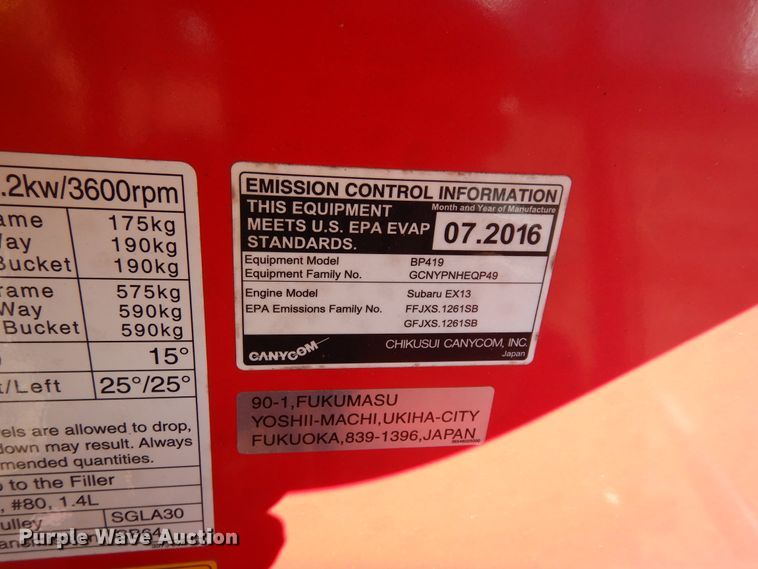 .2kw/3600rpm
ame 175kg
Way 190kg
Bucket 190kg
rame 575kg
Way 590kg
Bucket 590kg
15°
t/Left 25°/25°
els are allowed to drop,
down may result. Always
mended quantities.
to the Filler
, #80, 1.4L
ulley SGLA30
EMISSION CONTROL INFORMATION
THIS EQUIPMENT
MEETS U.S. EPA EVAP
STANDARDS.
Month and Year of Manufacture
07.2016
Equipment Model BP419
Equipment Family No. GCNYPNHEQP49
Engine Model Subaru EX13
EPA Emissions Family No. FFJXS.1261SB
GFJXS.1261SB
CANYCOM
CHIKUSUI CANYCOM, INC.
Japan
90-1,FUKUMASU
YOSHII-MACHI,UKIHA-CITY
FUKUOKA,839-1396,JAPAN
Purple Wave Auction